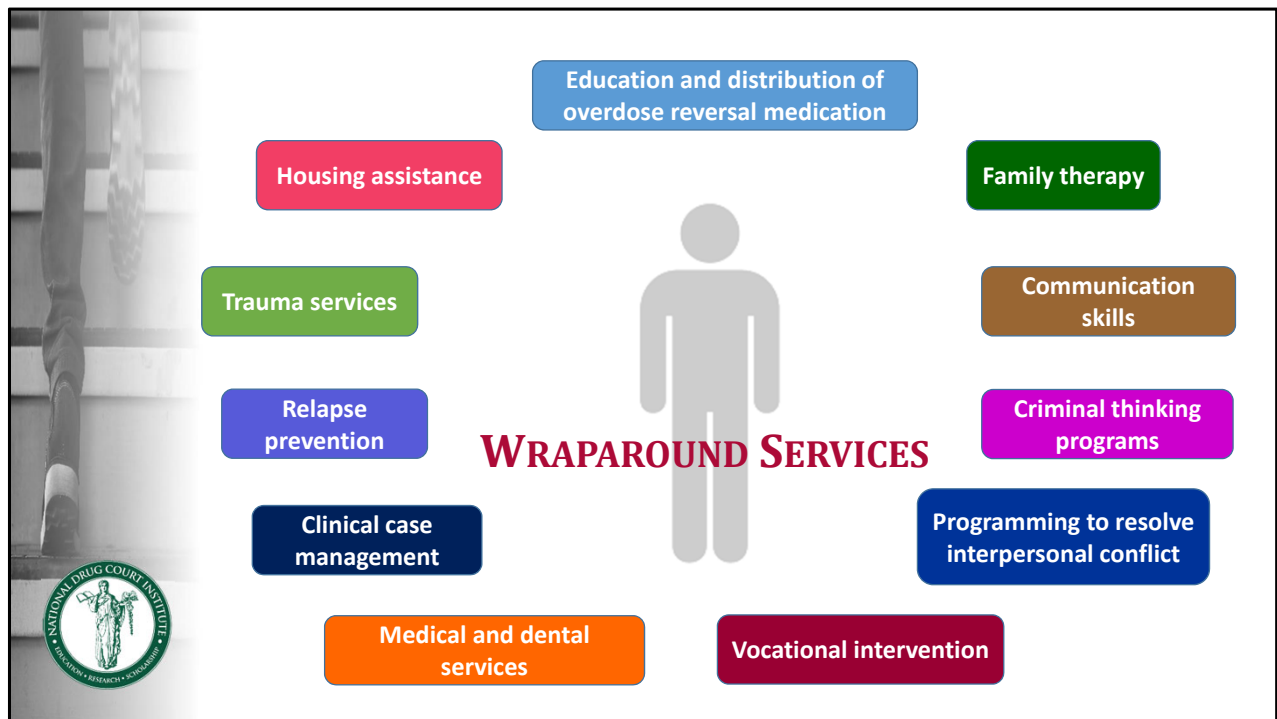 Education and distribution of
overdose reversal medication
Housing assistance
Family therapy
Trauma services
Communication
skills
Relapse
prevention
Criminal thinking
programs
WRAPAROUND SERVICES
Clinical case
management
Programming to resolve
interpersonal conflict
Medical and dental
services
Vocational intervention
NATIONAL DRUG COURT INSTITUTE
EDUCATION • RESEARCH • SCHOLARSHIP